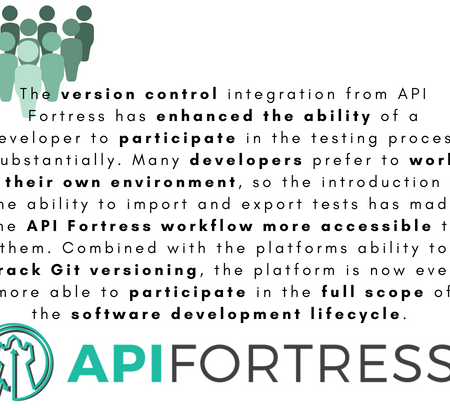 The version control integration from API
Fortress has enhanced the ability of a
eveloper to participate in the testing proces
ubstantially. Many developers prefer to work
their own environment, so the introduction
he ability to import and export tests has mad
he API Fortress workflow more accessible t
them. Combined with the platforms ability to
rack Git versioning, the platform is now eve
more able to participate in the full scope of
the software development lifecycle.
APIFORTRESS